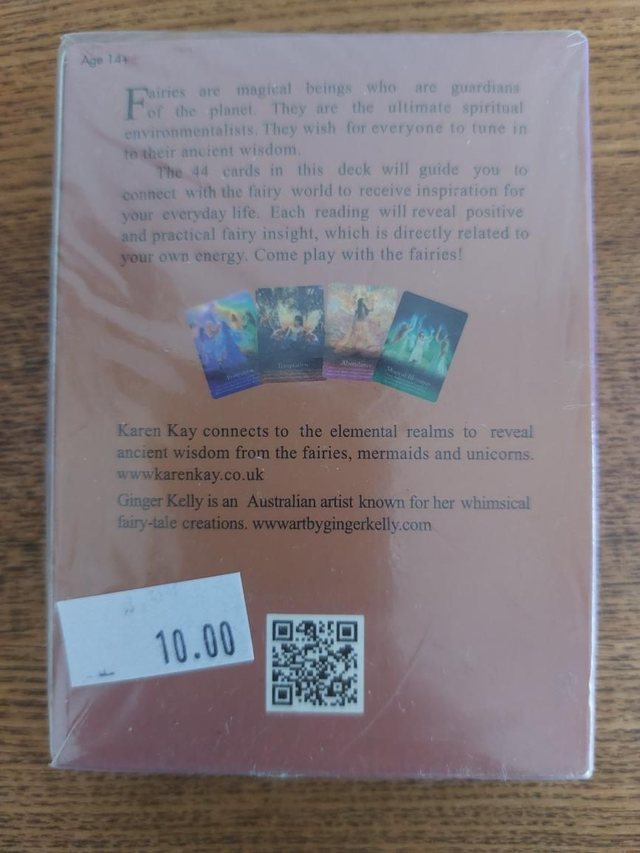 Age 14+
Fairies are magical beings who are guardians
of the planet. They are the ultimate spiritual
environmentalists. They wish for everyone to tune in
to their ancient wisdom.
The 44 cards in this deck will guide you to
connect with the fairy world to receive inspiration for
your everyday life. Each reading will reveal positive
and practical fairy insight, which is directly related to
your own energy. Come play with the fairies!
Abundance
Karen Kay connects to the elemental realms to reveal
ancient wisdom from the fairies, mermaids and unicorns.
wwwkarenkay.co.uk
Ginger Kelly is an Australian artist known for her whimsical
fairy-tale creations. wwwartbygingerkelly.com
10.00